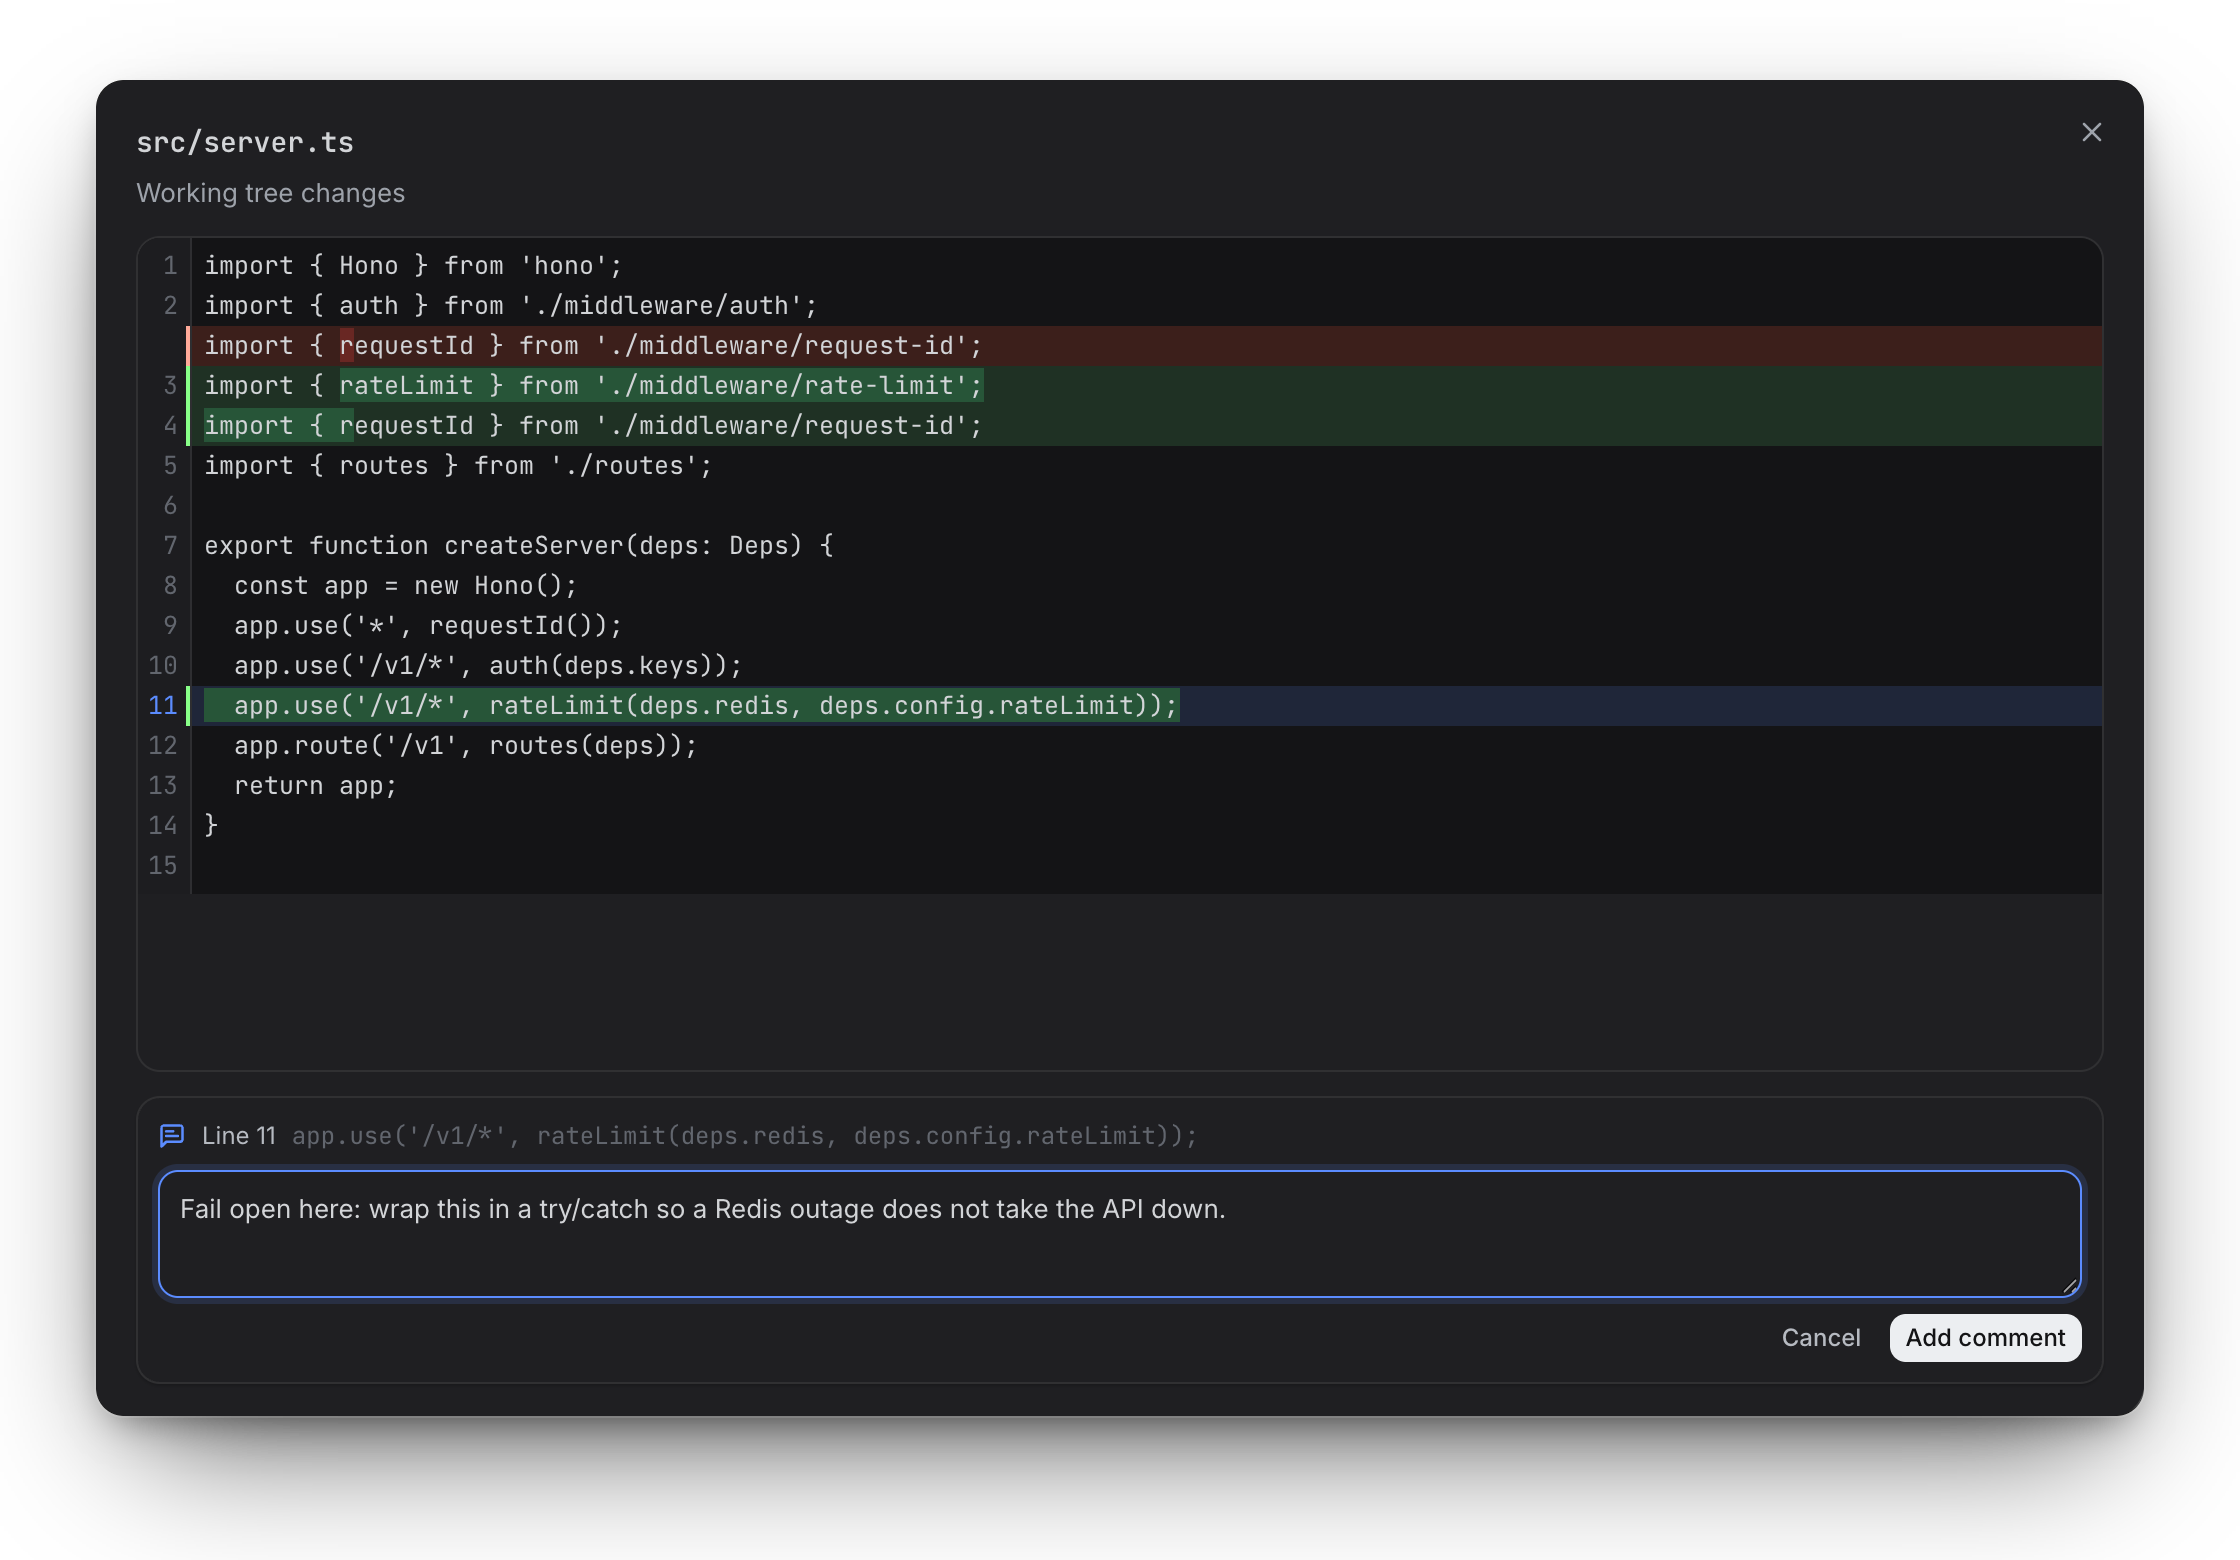 src/server.ts
Working tree changes
1 import { Hono } from 'hono';
2 import { auth } from './middleware/auth';
import { requestId } from './middleware/request-id';
3 import { rateLimit } from './middleware/rate-limit';
4 import { requestId } from './middleware/request-id';
5 import { routes } from './routes';
6
7 export function createServer(deps: Deps) {
8   const app = new Hono();
9   app.use('*', requestId());
10   app.use('/v1/*', auth(deps.keys));
11   app.use('/v1/*', rateLimit(deps.redis, deps.config.rateLimit));
12   app.route('/v1', routes(deps));
13   return app;
14 }
15
Line 11 app.use('/v1/*', rateLimit(deps.redis, deps.config.rateLimit));
Fail open here: wrap this in a try/catch so a Redis outage does not take the API down.
Cancel Add comment